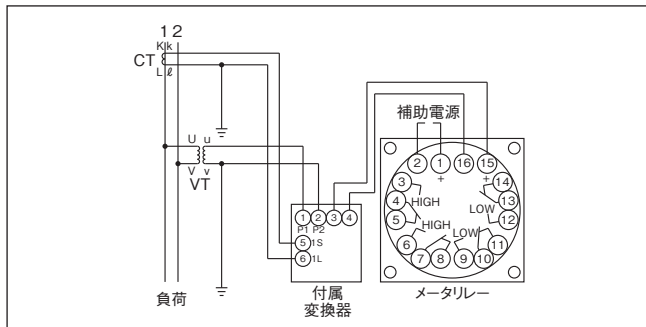 1 2
K k
CT
L ℓ
U u
V v
VT
負荷
1 2 3 4
P1 P2
5 1S
6 1L
付属
変換器
補助電源
2 1 16 15
+ +
3 14
4 HIGH 13
5 LOW 12
HIGH
6 LOW 11
7 8 9 10
メータリレー